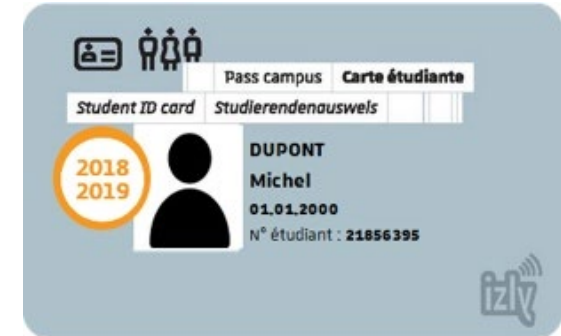 Pass campus Carte étudiante
Student ID card Studierendenausweis
2018
2019
DUPONT
Michel
01.01.2000
N° étudiant : 21856395
izly